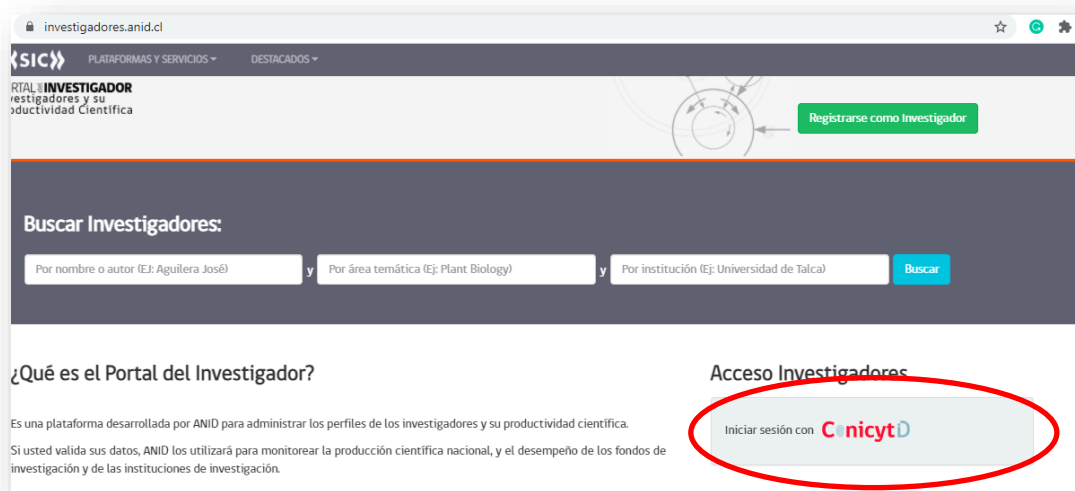 investigadores.anid.cl
SIC PLATAFORMAS Y SERVICIOS DESTACADOS
INVESTIGADOR
y su
Científica
Registrarse como Investigador
Buscar Investigadores:
Por nombre o autor (EJ: Aguilera José) y Por área temática (Ej: Plant Biology) y Por institución (Ej: Universidad de Talca) Buscar
¿Qué es el Portal del Investigador?
Acceso Investigadores
Es una plataforma desarrollada por ANID para administrar los perfiles de los investigadores y su productividad científica.
Iniciar sesión con ConicytID
Si usted valida sus datos, ANID los utilizará para monitorear la producción científica nacional, y el desempeño de los fondos de
investigación y de las instituciones de investigación.